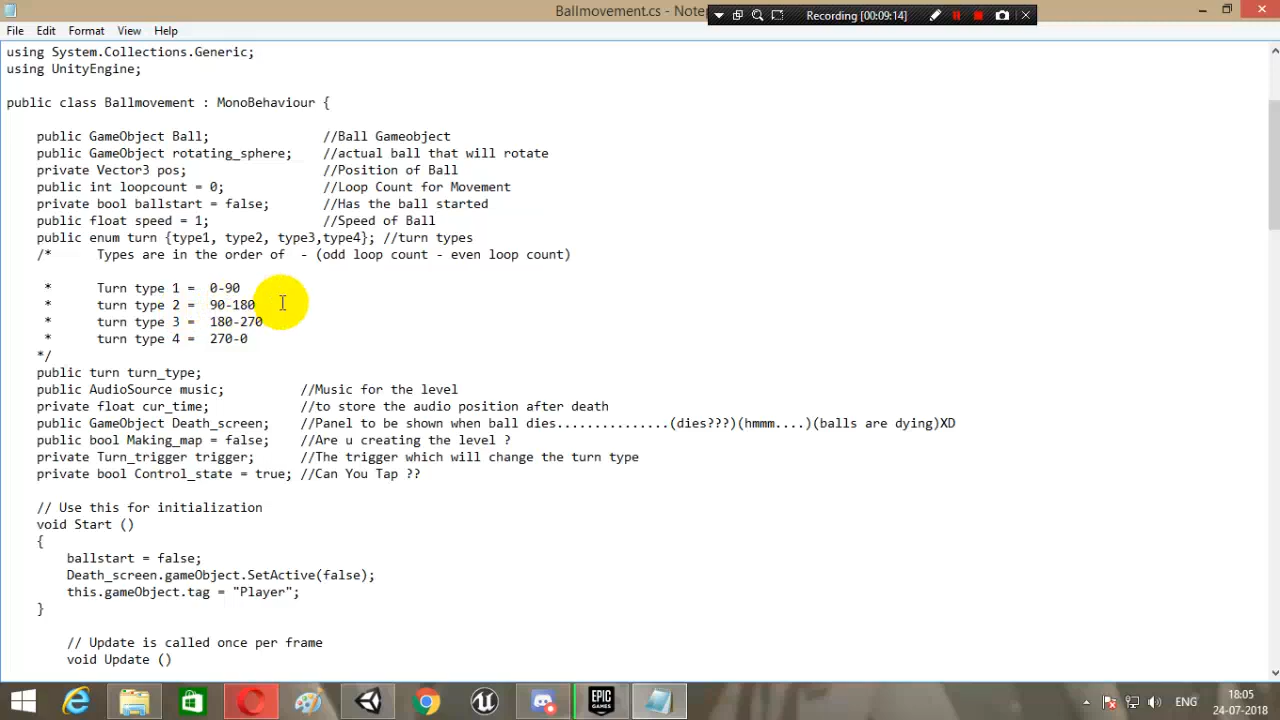 Ballmovement.cs - Note
Recording [00:09:14]
File Edit Format View Help
using System.Collections.Generic;
using UnityEngine;
public class Ballmovement : MonoBehaviour {
public GameObject Ball; //Ball Gameobject
public GameObject rotating_sphere; //actual ball that will rotate
private Vector3 pos; //Position of Ball
public int loopcount = 0; //Loop Count for Movement
private bool ballstart = false; //Has the ball started
public float speed = 1; //Speed of Ball
public enum turn {type1, type2, type3,type4}; //turn types
/* Types are in the order of - (odd loop count - even loop count)
* Turn type 1 = 0-90
* turn type 2 = 90-180
* turn type 3 = 180-270
* turn type 4 = 270-0
*/
public turn turn_type;
public AudioSource music; //Music for the level
private float cur_time; //to store the audio position after death
public GameObject Death_screen; //Panel to be shown when ball dies...............(dies???)(hmmm....)(balls are dying)XD
public bool Making_map = false; //Are u creating the level ?
private Turn_trigger trigger; //The trigger which will change the turn type
private bool Control_state = true; //Can You Tap ??
// Use this for initialization
void Start ()
{
ballstart = false;
Death_screen.gameObject.SetActive(false);
this.gameObject.tag = "Player";
}
// Update is called once per frame
void Update ()
EPIC
GAMES
ENG
18:05
24-07-2018